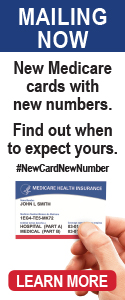 MAILING
NOW
New Medicare
cards with
new numbers.
Find out when
to expect yours.
#NewCardNewNumber
MEDICARE HEALTH INSURANCE
JOHN L SMITH
1EG4-TE5-MK72
HOSPITAL (PART A)
MEDICAL (PART B)
LEARN MORE